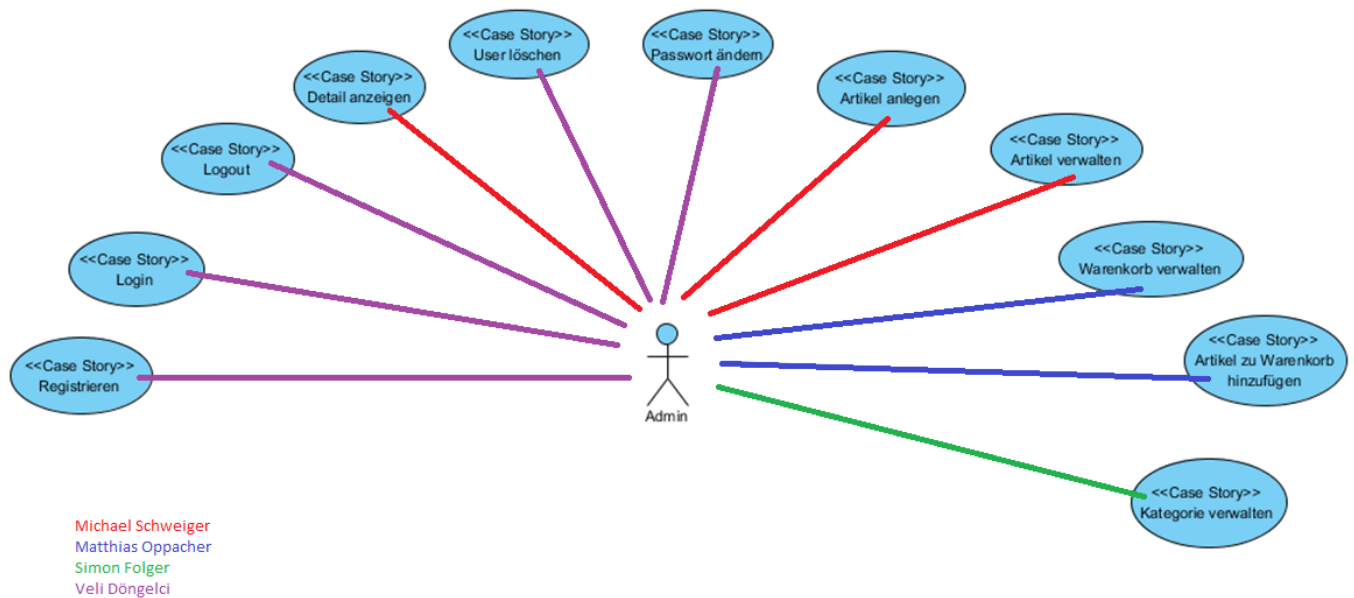 <<Case Story>>
User löschen
<<Case Story>>
Passwort ändern
<<Case Story>>
Detail anzeigen
<<Case Story>>
Artikel anlegen
<<Case Story>>
Logout
<<Case Story>>
Artikel verwalten
<<Case Story>>
Login
<<Case Story>>
Warenkorb verwalten
<<Case Story>>
Registrieren
<<Case Story>>
Artikel zu Warenkorb
hinzufügen
Admin
<<Case Story>>
Kategorie verwalten
Michael Schweiger
Matthias Oppacher
Simon Folger
Veli Döngelci